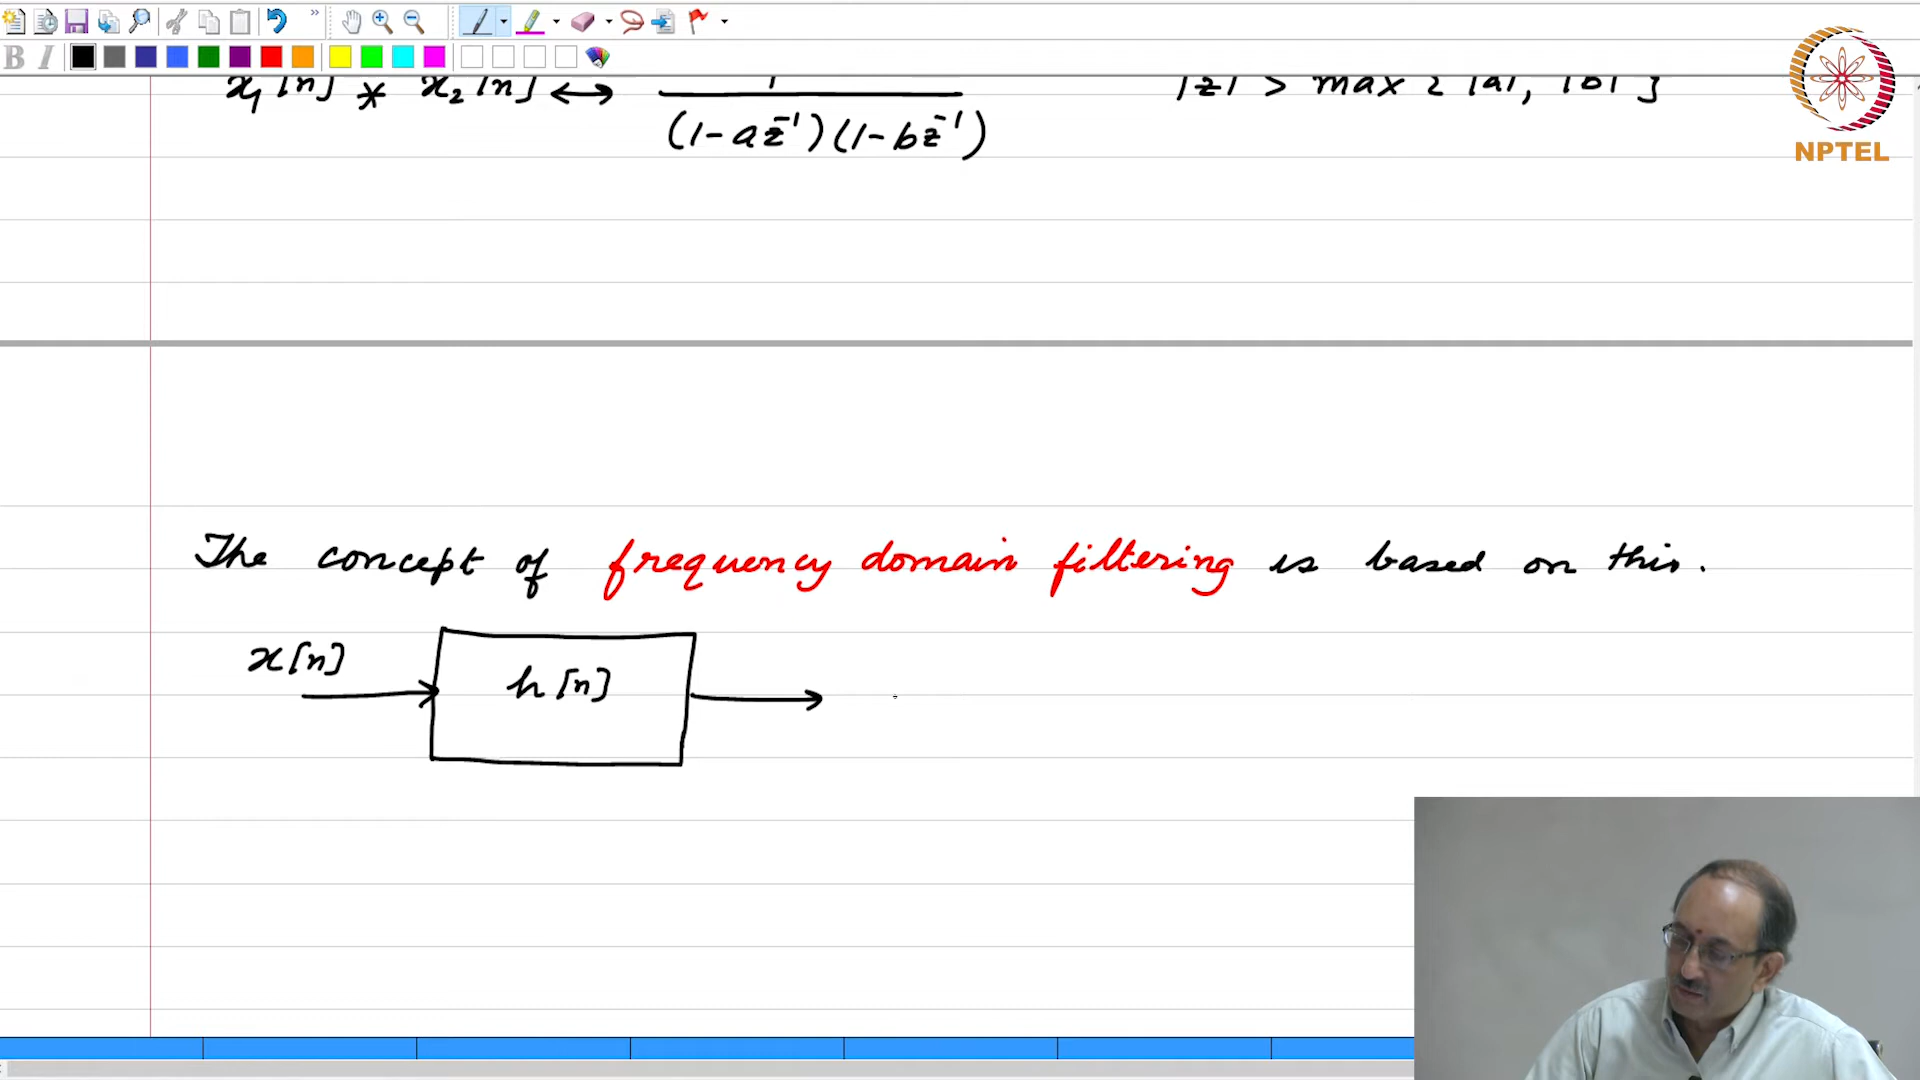 x₁[n] * x₂[n] ↔ 1 / (1-az⁻¹)(1-bz⁻¹) |z| > max { |a|, |b| }
NPTEL
The concept of frequency domain filtering is based on this.
x[n] h[n]